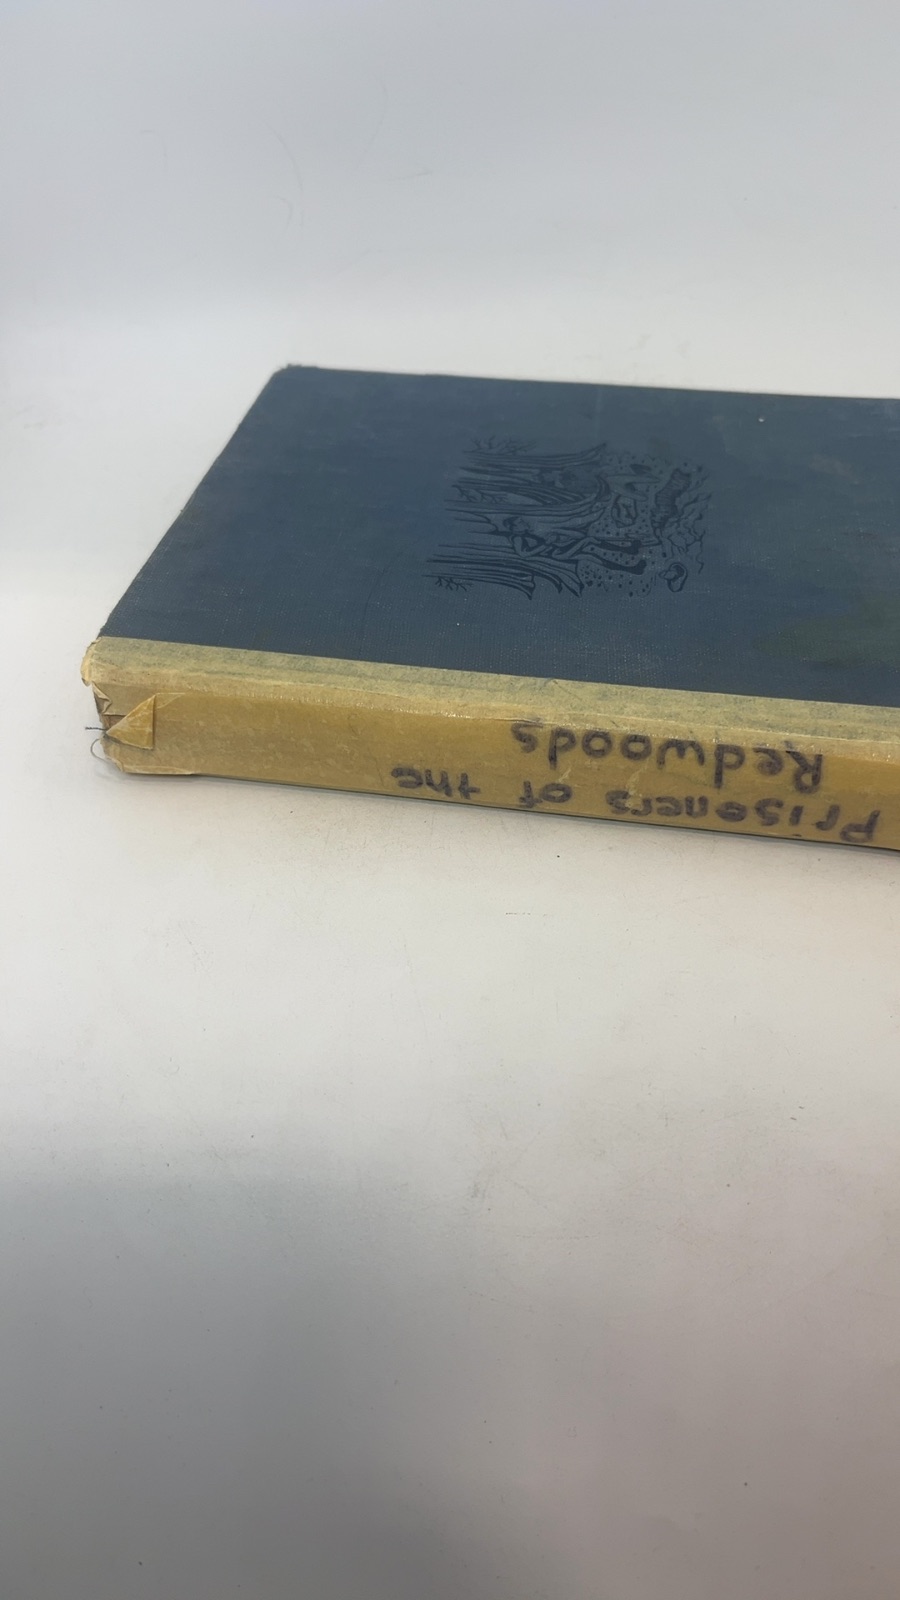 Prisoners of the
Redwoods